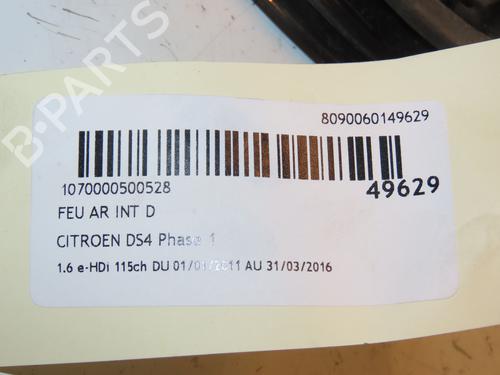 8090060149629
1070000500528
49629
FEU AR INT D
CITROEN DS4 Phase 1
1.6 e-HDi 115ch DU 01/01/2011 AU 31/03/2016
B-PARTS